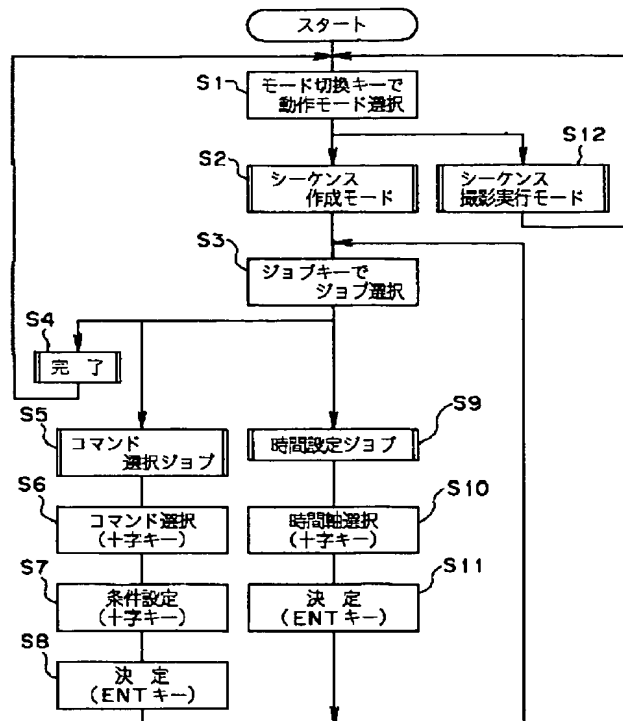 スタート
S1
モード切換キーで
動作モード選択
S2
シーケンス
作成モード
S12
シーケンス
撮影実行モード
S3
ジョブキーで
ジョブ選択
S4
完 了
S5
コマンド
選択ジョブ
S9
時間設定ジョブ
S6
コマンド選択
(十字キー)
S10
時間軸選択
(十字キー)
S7
条件設定
(十字キー)
S11
決 定
(ENTキー)
S8
決 定
(ENTキー)